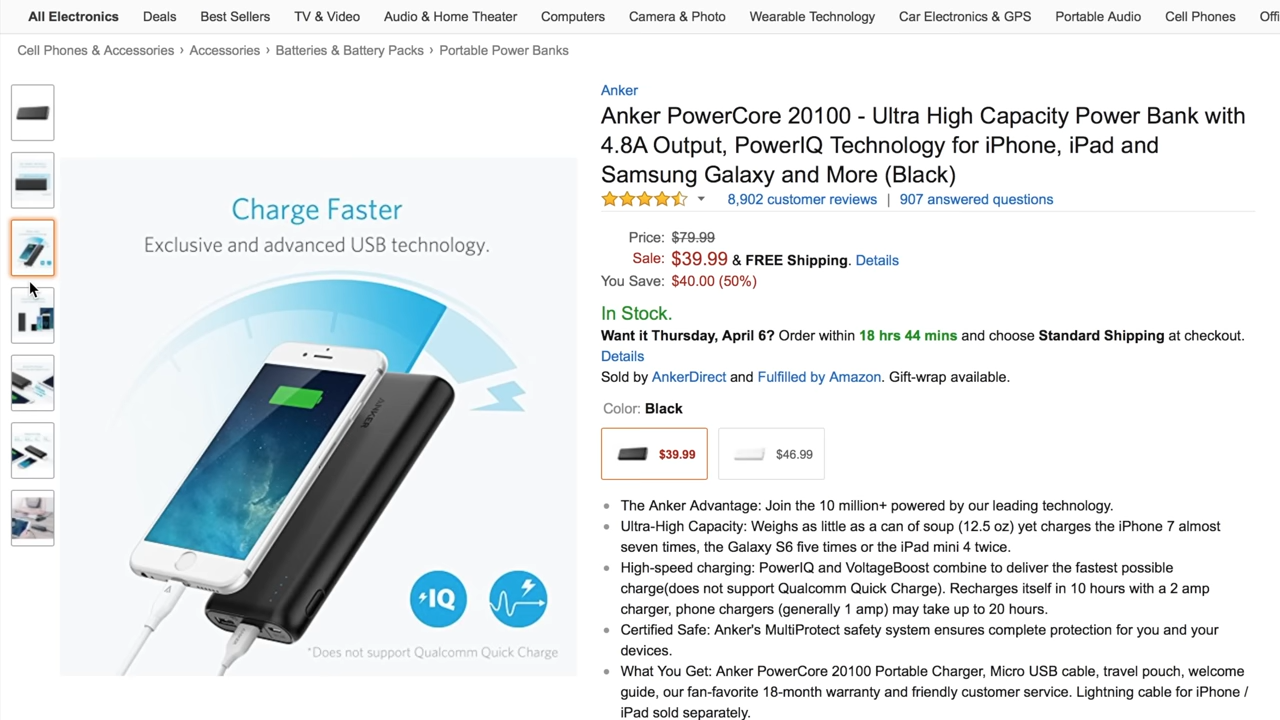 All Electronics Deals Best Sellers TV & Video Audio & Home Theater Computers Camera & Photo Wearable Technology Car Electronics & GPS Portable Audio Cell Phones Offi
Cell Phones & Accessories › Accessories › Batteries & Battery Packs › Portable Power Banks
Anker
Anker PowerCore 20100 - Ultra High Capacity Power Bank with
4.8A Output, PowerIQ Technology for iPhone, iPad and
Samsung Galaxy and More (Black)
8,902 customer reviews | 907 answered questions
Price: $79.99
Sale: $39.99 & FREE Shipping. Details
You Save: $40.00 (50%)
In Stock.
Want it Thursday, April 6? Order within 18 hrs 44 mins and choose Standard Shipping at checkout.
Details
Sold by AnkerDirect and Fulfilled by Amazon. Gift-wrap available.
Color: Black
$39.99 $46.99
• The Anker Advantage: Join the 10 million+ powered by our leading technology.
• Ultra-High Capacity: Weighs as little as a can of soup (12.5 oz) yet charges the iPhone 7 almost
seven times, the Galaxy S6 five times or the iPad mini 4 twice.
• High-speed charging: PowerIQ and VoltageBoost combine to deliver the fastest possible
charge(does not support Qualcomm Quick Charge). Recharges itself in 10 hours with a 2 amp
charger, phone chargers (generally 1 amp) may take up to 20 hours.
• Certified Safe: Anker's MultiProtect safety system ensures complete protection for you and your
devices.
• What You Get: Anker PowerCore 20100 Portable Charger, Micro USB cable, travel pouch, welcome
guide, our fan-favorite 18-month warranty and friendly customer service. Lightning cable for iPhone /
iPad sold separately.
Charge Faster
Exclusive and advanced USB technology.
ANKER
IQ
*Does not support Qualcomm Quick Charge